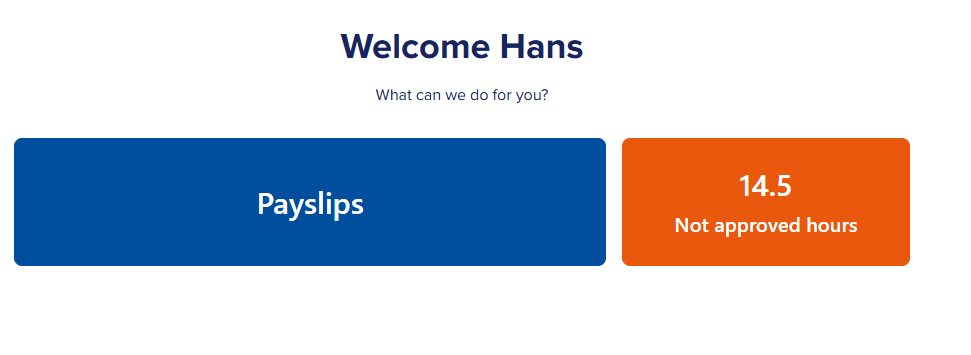 Welcome Hans
What can we do for you?
Payslips
14.5
Not approved hours